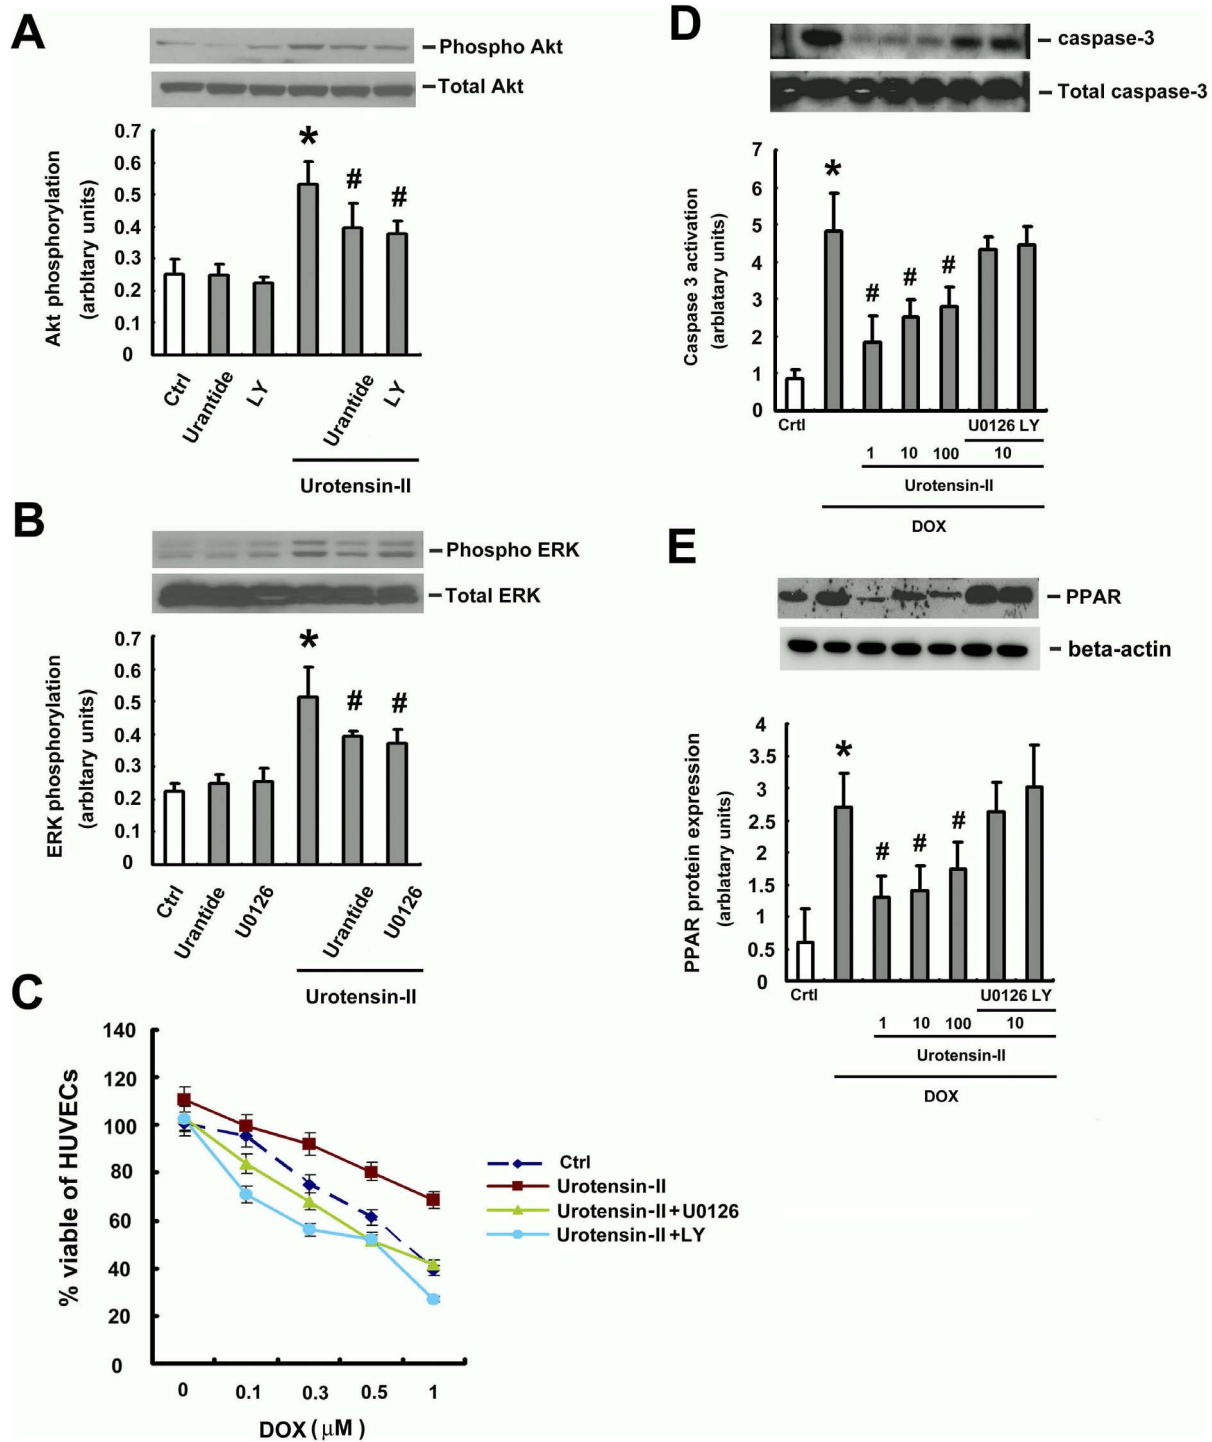 A
Phospho Akt
Total Akt
Akt phosphorylation
(arbItary units)
0.7
0.6
0.5
0.4
0.3
0.2
0.1
0
*
#
#
Ctrl
Urantide
LY
Urantide
LY
Urotensin-II
B
Phospho ERK
Total ERK
ERK phosphorylation
(arbItary units)
0.7
0.6
0.5
0.4
0.3
0.2
0.1
0
*
#
#
Ctrl
Urantide
U0126
Urantide
U0126
Urotensin-II
C
% viable of HUVECs
140
120
100
80
60
40
20
0
0 0.1 0.3 0.5 1
DOX (μM)
Ctrl
Urotensin-II
Urotensin-II+U0126
Urotensin-II+LY
D
caspase-3
Total caspase-3
Caspase 3 activation
(arblatary units)
7
6
5
4
3
2
1
0
*
#
#
#
Crtl
U0126 LY
1 10 100 10
Urotensin-II
DOX
E
PPAR
beta-actin
PPAR protein expression
(arblatary units)
4
3.5
3
2.5
2
1.5
1
0.5
0
*
#
#
#
Crtl
U0126 LY
1 10 100 10
Urotensin-II
DOX